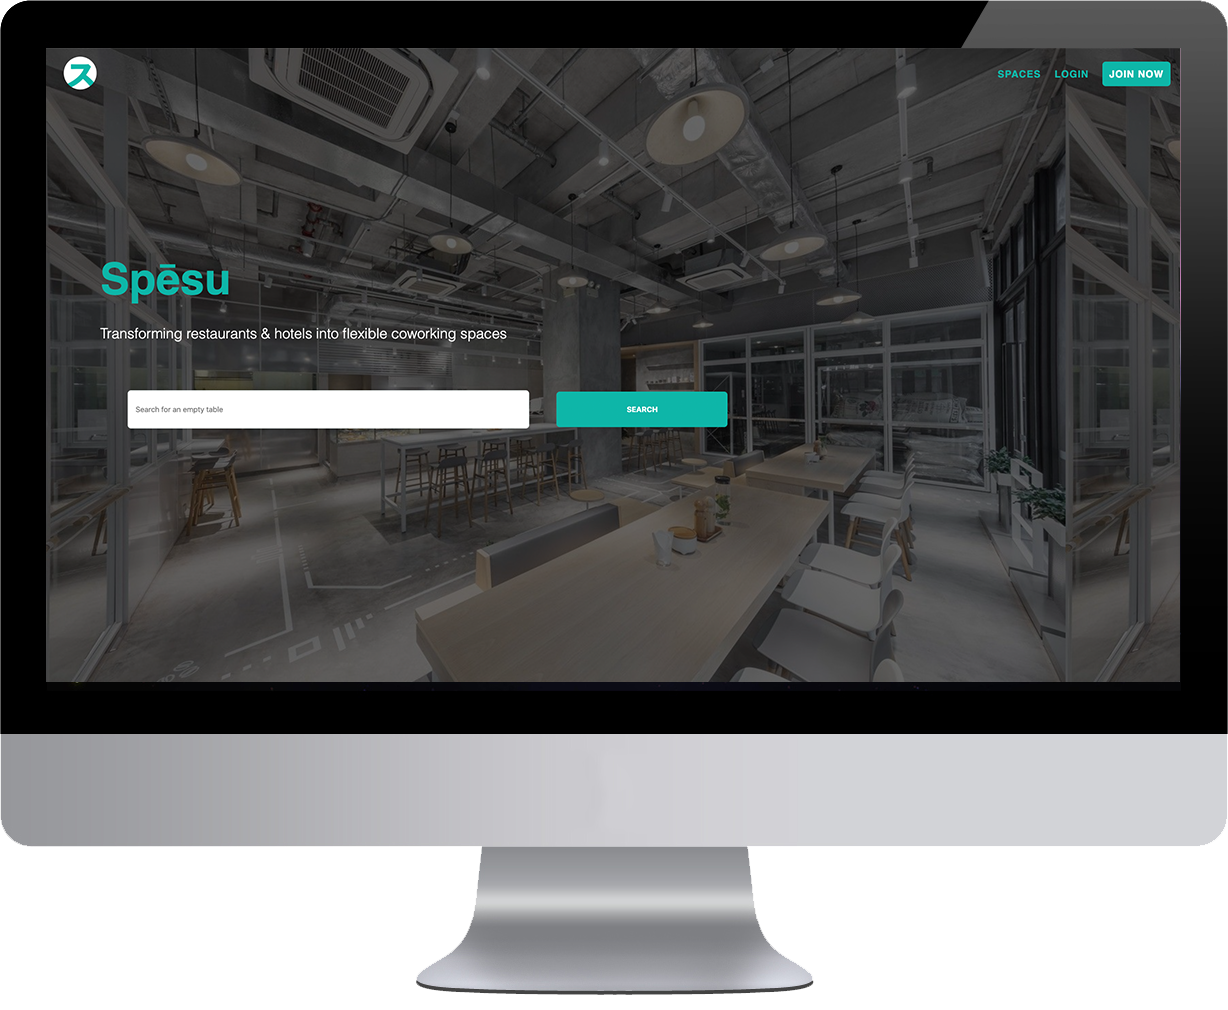 ス
SPACES LOGIN JOIN NOW
Spēsu
Transforming restaurants & hotels into flexible coworking spaces
Search for an empty table
SEARCH